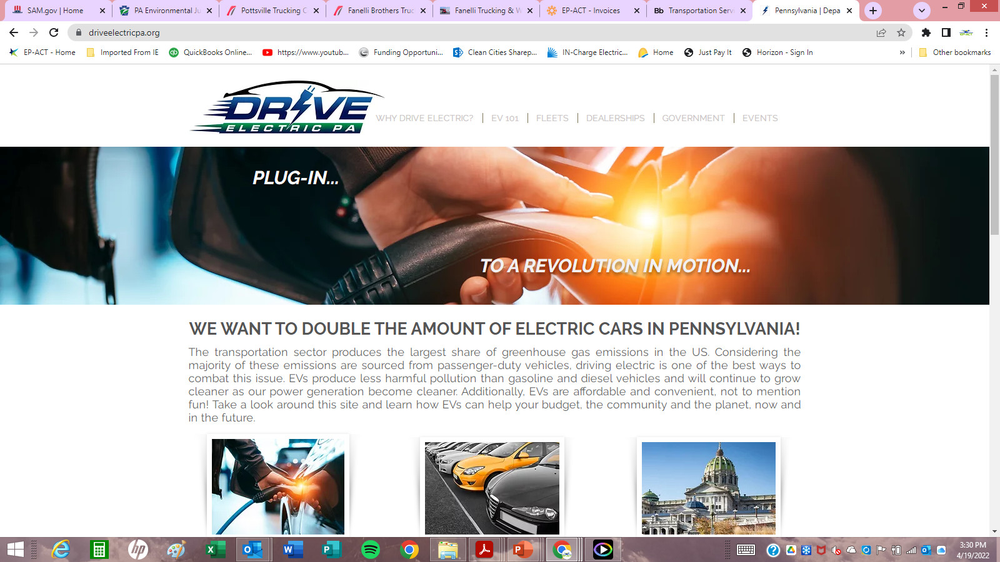 SAM.gov | Home
PA Environmental Ju
Pottsville Trucking C
Fanelli Brothers Truc
Fanelli Trucking & W
EP-ACT - Invoices
Bb Transportation Serv
Pennsylvania | Depa
driveelectricpa.org
EP-ACT
EP-ACT - Home
Imported From IE
qb QuickBooks Online...
https://www.youtub...
Funding Opportuni...
Clean Cities Sharep...
IN-Charge Electric...
Home
Just Pay It
Horizon - Sign In
»
Other bookmarks
DRIVE
ELECTRIC PA
WHY DRIVE ELECTRIC?
EV 101
FLEETS
DEALERSHIPS
GOVERNMENT
EVENTS
PLUG-IN...
TO A REVOLUTION IN MOTION...
WE WANT TO DOUBLE THE AMOUNT OF ELECTRIC CARS IN PENNSYLVANIA!
The transportation sector produces the largest share of greenhouse gas emissions in the US. Considering the
majority of these emissions are sourced from passenger-duty vehicles, driving electric is one of the best ways to
combat this issue. EVs produce less harmful pollution than gasoline and diesel vehicles and will continue to grow
cleaner as our power generation become cleaner. Additionally, EVs are affordable and convenient, not to mention
fun! Take a look around this site and learn how EVs can help your budget, the community and the planet, now and
in the future.
3:30 PM
4/19/2022